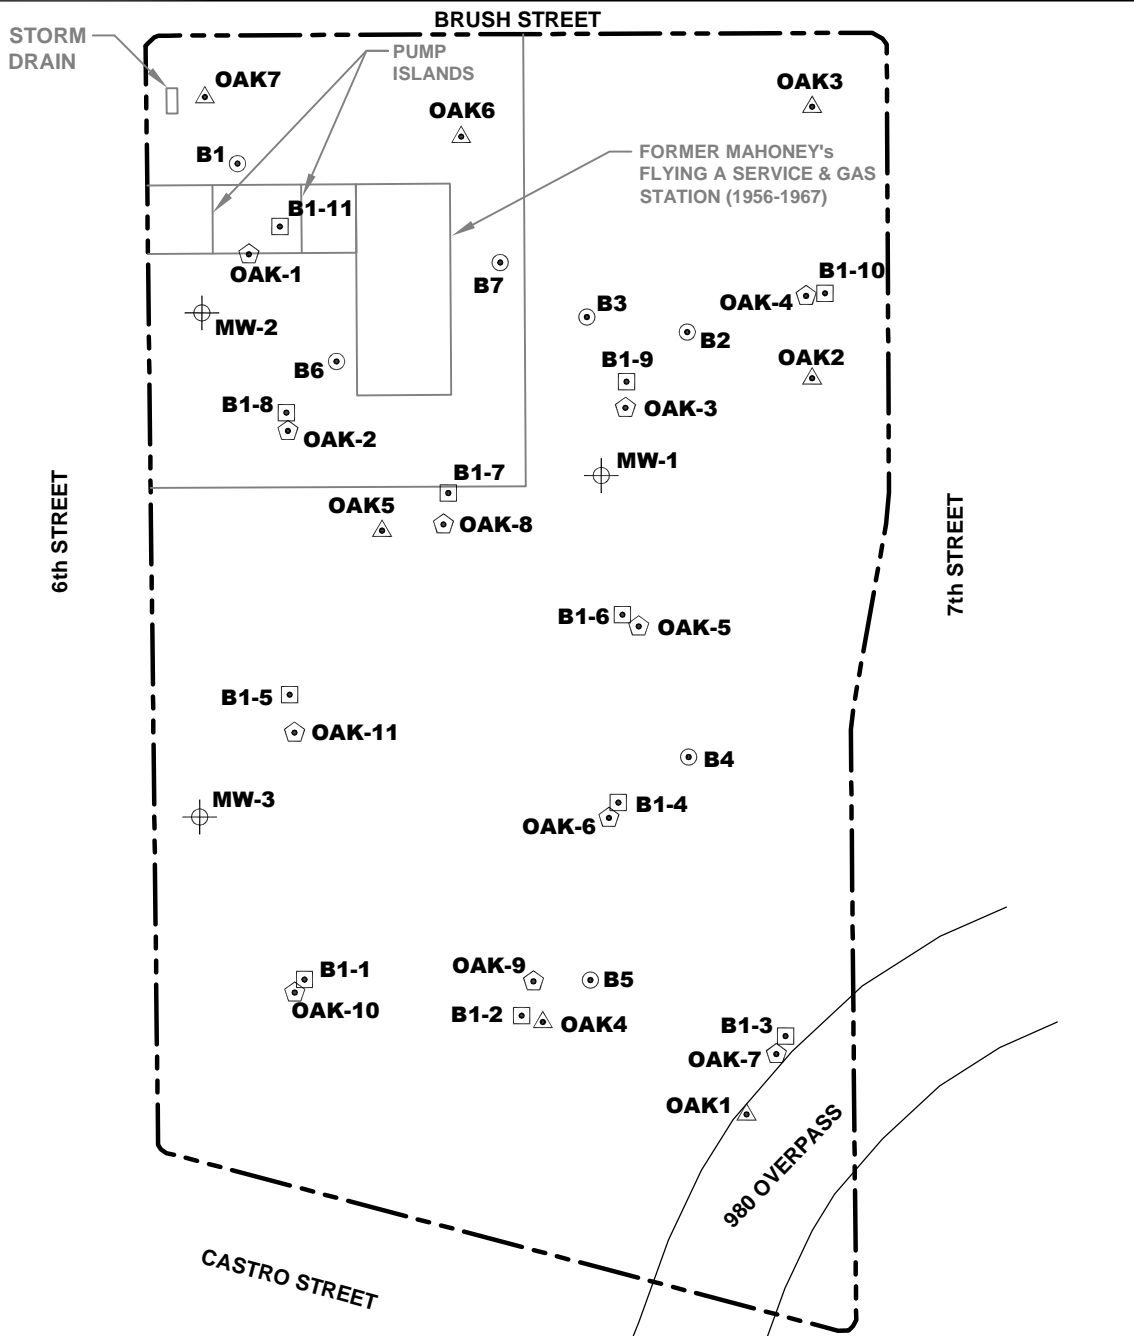 BRUSH STREET
STORM
DRAIN
PUMP
ISLANDS
OAK7
OAK6
OAK3
B1
FORMER MAHONEY's
FLYING A SERVICE & GAS
STATION (1956-1967)
B1-11
OAK-1
B7
B1-10
OAK-4
B3
MW-2
B2
OAK2
B6
B1-9
B1-8
OAK-3
OAK-2
MW-1
B1-7
OAK5
OAK-8
6th STREET
7th STREET
B1-6
OAK-5
B1-5
OAK-11
B4
MW-3
B1-4
OAK-6
B1-1
OAK-9
B5
OAK-10
B1-2
OAK4
B1-3
OAK-7
OAK1
980 OVERPASS
CASTRO STREET